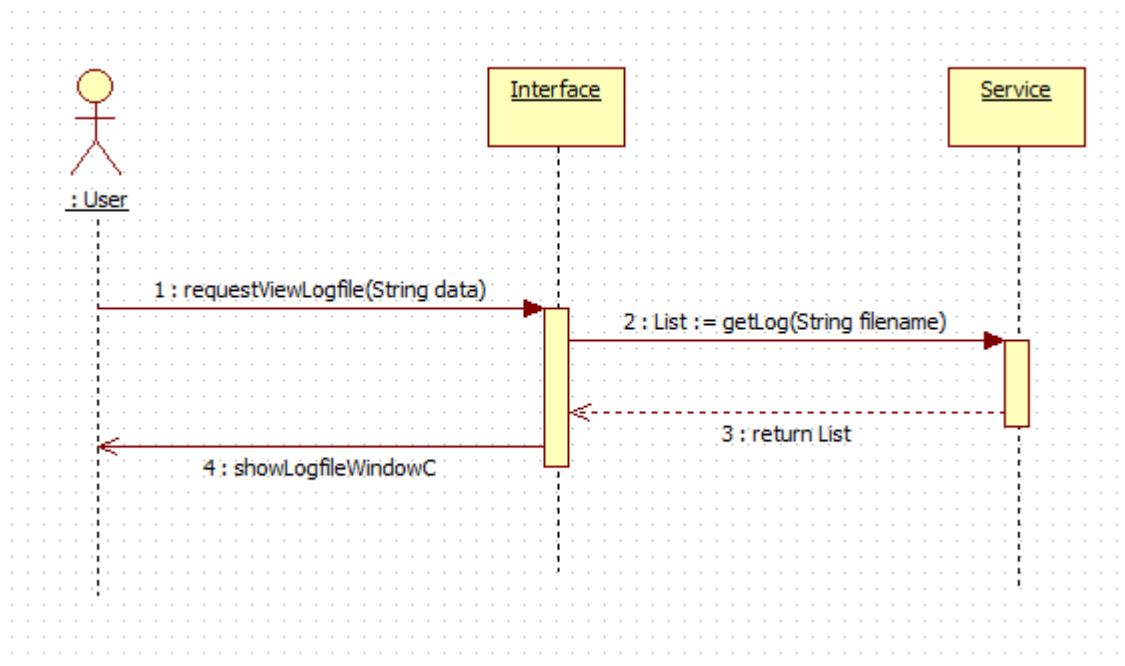 Interface
Service
: User
1 : requestViewLogfile(String data)
2 : List := getLog(String filename)
3 : return List
4 : showLogfileWindowC